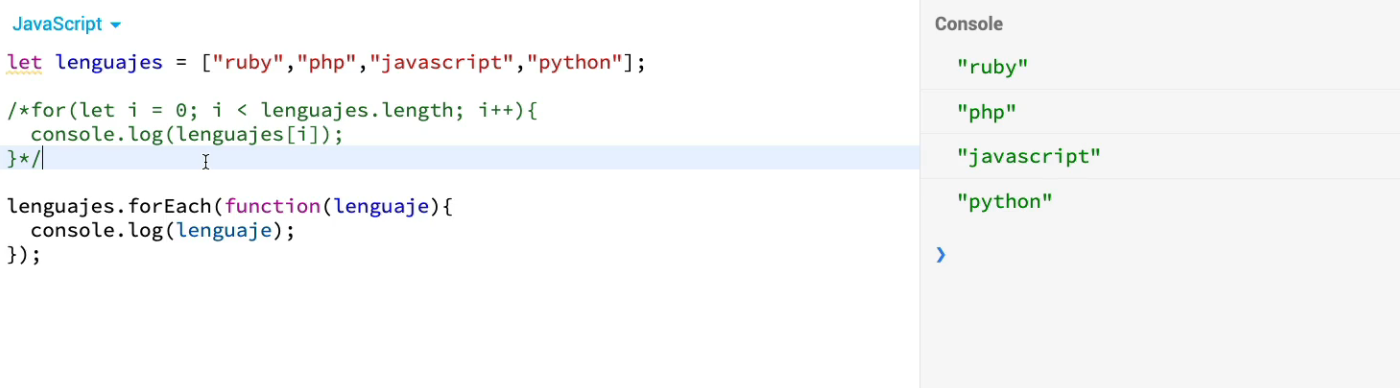 JavaScript
let lenguajes = ["ruby","php","javascript","python"];
/*for(let i = 0; i < lenguajes.length; i++){
  console.log(lenguajes[i]);
}*/
lenguajes.forEach(function(lenguaje){
  console.log(lenguaje);
});
Console
"ruby"
"php"
"javascript"
"python"